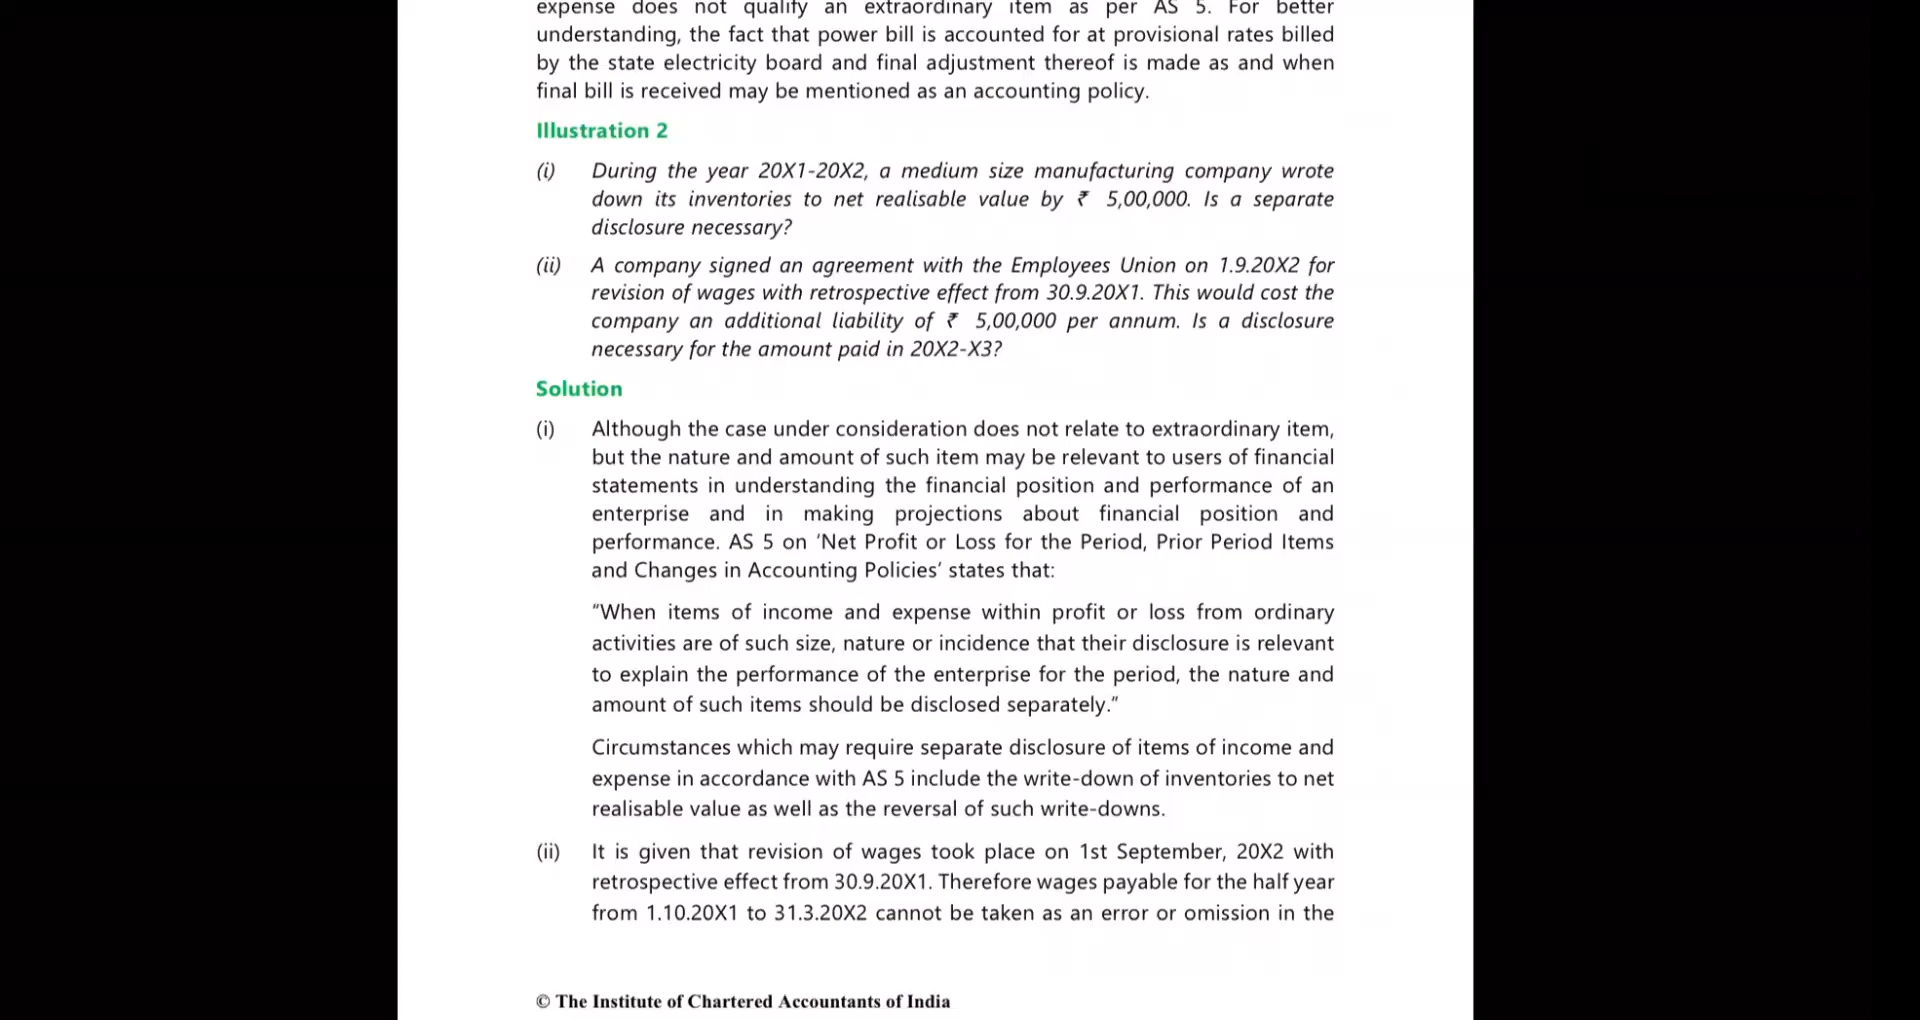 expense does not qualify an extraordinary item as per AS 5. For better
understanding, the fact that power bill is accounted for at provisional rates billed
by the state electricity board and final adjustment thereof is made as and when
final bill is received may be mentioned as an accounting policy.
Illustration 2
(i) During the year 20X1-20X2, a medium size manufacturing company wrote
down its inventories to net realisable value by ₹ 5,00,000. Is a separate
disclosure necessary?
(ii) A company signed an agreement with the Employees Union on 1.9.20X2 for
revision of wages with retrospective effect from 30.9.20X1. This would cost the
company an additional liability of ₹ 5,00,000 per annum. Is a disclosure
necessary for the amount paid in 20X2-X3?
Solution
(i) Although the case under consideration does not relate to extraordinary item,
but the nature and amount of such item may be relevant to users of financial
statements in understanding the financial position and performance of an
enterprise and in making projections about financial position and
performance. AS 5 on ‘Net Profit or Loss for the Period, Prior Period Items
and Changes in Accounting Policies’ states that:
“When items of income and expense within profit or loss from ordinary
activities are of such size, nature or incidence that their disclosure is relevant
to explain the performance of the enterprise for the period, the nature and
amount of such items should be disclosed separately.”
Circumstances which may require separate disclosure of items of income and
expense in accordance with AS 5 include the write-down of inventories to net
realisable value as well as the reversal of such write-downs.
(ii) It is given that revision of wages took place on 1st September, 20X2 with
retrospective effect from 30.9.20X1. Therefore wages payable for the half year
from 1.10.20X1 to 31.3.20X2 cannot be taken as an error or omission in the
© The Institute of Chartered Accountants of India